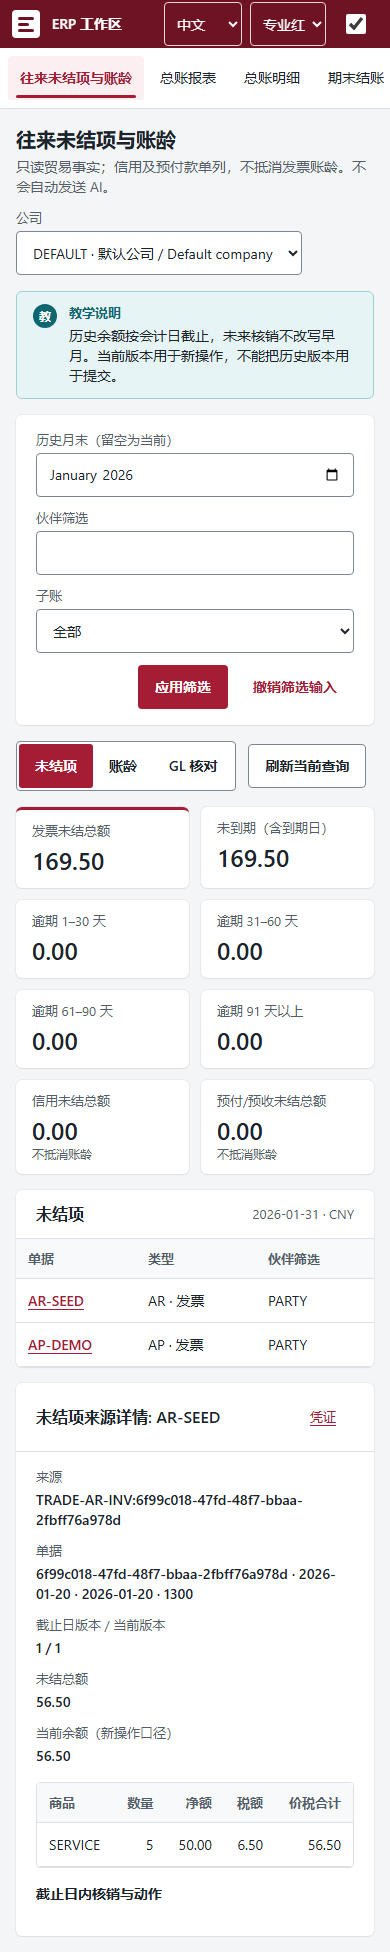 ERP 工作区
中文
专业红
往来未结项与账龄
总账报表
总账明细
期末结账
往来未结项与账龄
只读贸易事实；信用及预付款单列，不抵消发票账龄。不
会自动发送 AI。
公司
DEFAULT · 默认公司 / Default company
教
教学说明
历史余额按会计日截止，未来核销不改写早
月。当前版本用于新操作，不能把历史版本用
于提交。
历史月末（留空为当前）
January 2026
伙伴筛选
子账
全部
应用筛选
撤销筛选输入
未结项
账龄
GL 核对
刷新当前查询
发票未结总额
169.50
未到期（含到期日）
169.50
逾期 1–30 天
0.00
逾期 31–60 天
0.00
逾期 61–90 天
0.00
逾期 91 天以上
0.00
信用未结总额
0.00
不抵消账龄
预付/预收未结总额
0.00
不抵消账龄
未结项
2026-01-31 · CNY
单据 类型 伙伴筛选
AR-SEED AR · 发票 PARTY
AP-DEMO AP · 发票 PARTY
未结项来源详情: AR-SEED
凭证
来源
TRADE-AR-INV:6f99c018-47fd-48f7-bbaa-
2fbff76a978d
单据
6f99c018-47fd-48f7-bbaa-2fbff76a978d · 2026-
01-20 · 2026-01-20 · 1300
截止日版本 / 当前版本
1 / 1
未结总额
56.50
当前余额（新操作口径）
56.50
商品 数量 净额 税额 价税合计
SERVICE 5 50.00 6.50 56.50
截止日内核销与动作